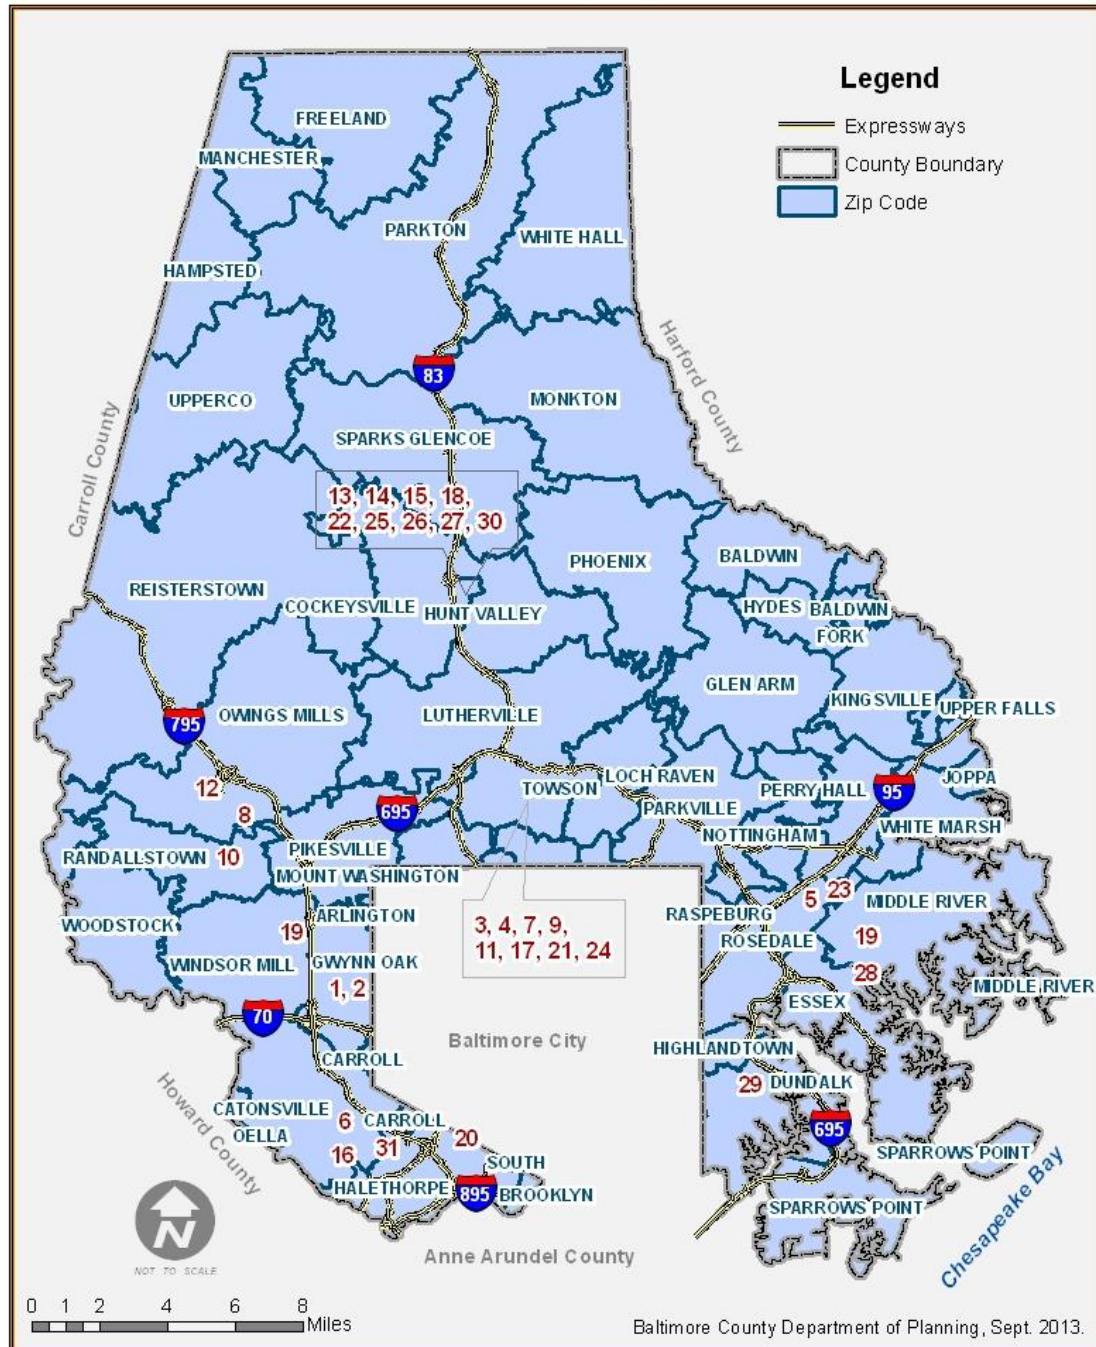 Legend
Expressways
County Boundary
Zip Code
FREELAND
MANCHESTER
PARKTON
WHITE HALL
HAMPSTED
Harford County
83
UPPERCO
MONKTON
Carroll County
SPARKS GLENCOE
13, 14, 15, 18,
22, 25, 26, 27, 30
PHOENIX
BALDWIN
REISTERSTOWN
COCKEYSVILLE
HUNT VALLEY
HYDES
BALDWIN
FORK
GLEN ARM
KINGSVILLE
UPPER FALLS
795
OWINGS MILLS
LUTHERVILLE
12
LOCH RAVEN
TOWSON
PERRY HALL
95
JOPPA
8
695
PARKVILLE
NOTTINGHAM
WHITE MARSH
RANDALLSTOWN
10
PIKESVILLE
MOUNT WASHINGTON
5
23
MIDDLE RIVER
WOODSTOCK
19
ARLINGTON
3, 4, 7, 9,
11, 17, 21, 24
RASPEBURG
ROSEDALE
19
WINDSOR MILL
GWYNN OAK
28
1, 2
MIDDLE RIVER
ESSEX
70
Baltimore City
HIGHLANDTOWN
CARROLL
29
DUNDALK
Howard County
CATONSVILLE
6
CARROLL
OELLA
20
695
16
31
SPARROWS POINT
SOUTH
HALETHORPE
895
BROOKLYN
SPARROWS POINT
Chesapeake Bay
N
NOT TO SCALE
Anne Arundel County
0 1 2 4 6 8
Miles
Baltimore County Department of Planning, Sept. 2013.